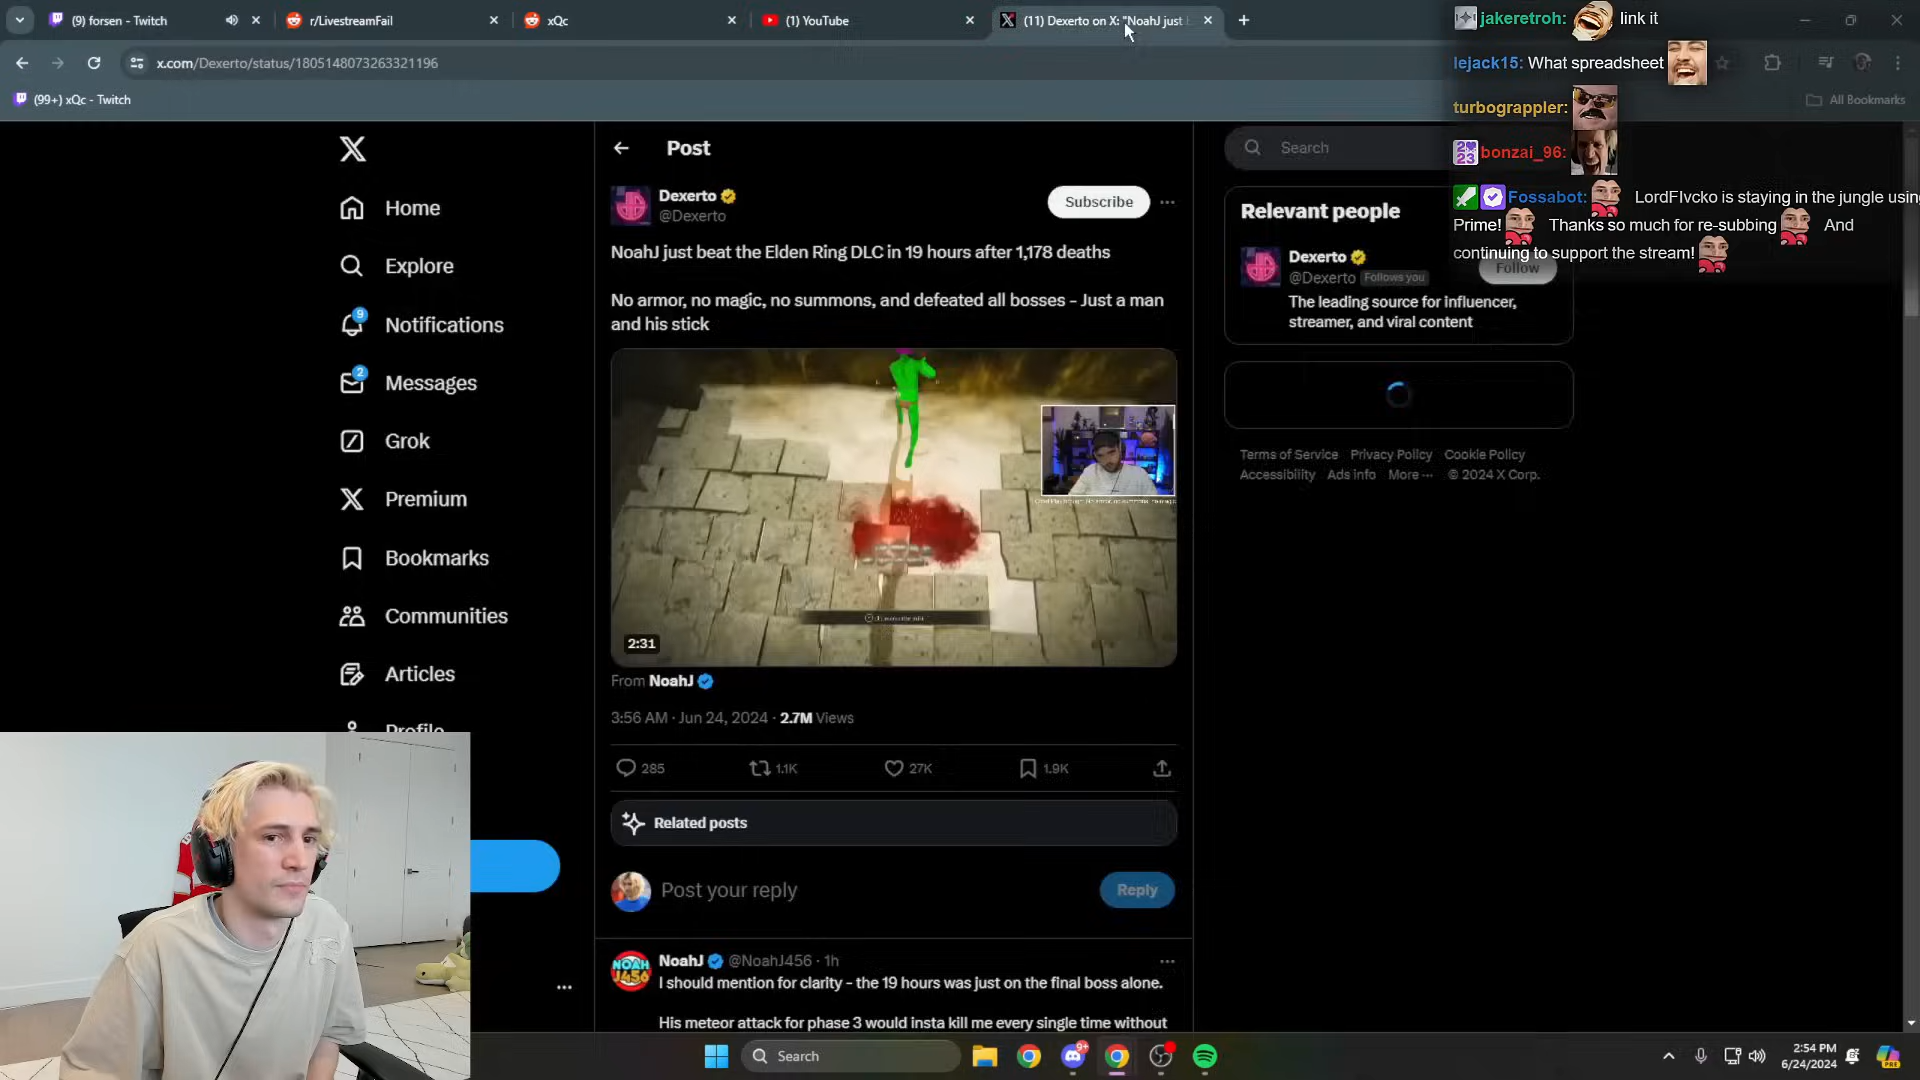 (9) forsen - Twitch
r/LivestreamFail
xQc
(1) YouTube
(11) Dexerto on X: "NoahJ just
x.com/Dexerto/status/1805148073263321196
(99+) xQc - Twitch
All Bookmarks
jakeretroh: link it
lejack15: What spreadsheet
turbograppler:
bonzai_96:
Fossabot: LordFIvcko is staying in the jungle using
Prime! Thanks so much for re-subbing And
continuing to support the stream!
Home
Explore
9
Notifications
2
Messages
Grok
Premium
Bookmarks
Communities
Articles
Profile
Post
Dexerto
@Dexerto
Subscribe
NoahJ just beat the Elden Ring DLC in 19 hours after 1,178 deaths
No armor, no magic, no summons, and defeated all bosses - Just a man
and his stick
2:31
From NoahJ
3:56 AM · Jun 24, 2024 · 2.7M Views
285
1.1K
27K
1.9K
Related posts
Post your reply
Reply
NOAH
J456
NoahJ @NoahJ456 · 1h
I should mention for clarity - the 19 hours was just on the final boss alone.
His meteor attack for phase 3 would insta kill me every single time without
Search
Relevant people
Dexerto
@Dexerto Follows you
Follow
The leading source for influencer,
streamer, and viral content
Terms of Service Privacy Policy Cookie Policy
Accessibility Ads info More ··· © 2024 X Corp.
Search
9+
2:54 PM
6/24/2024
PRE